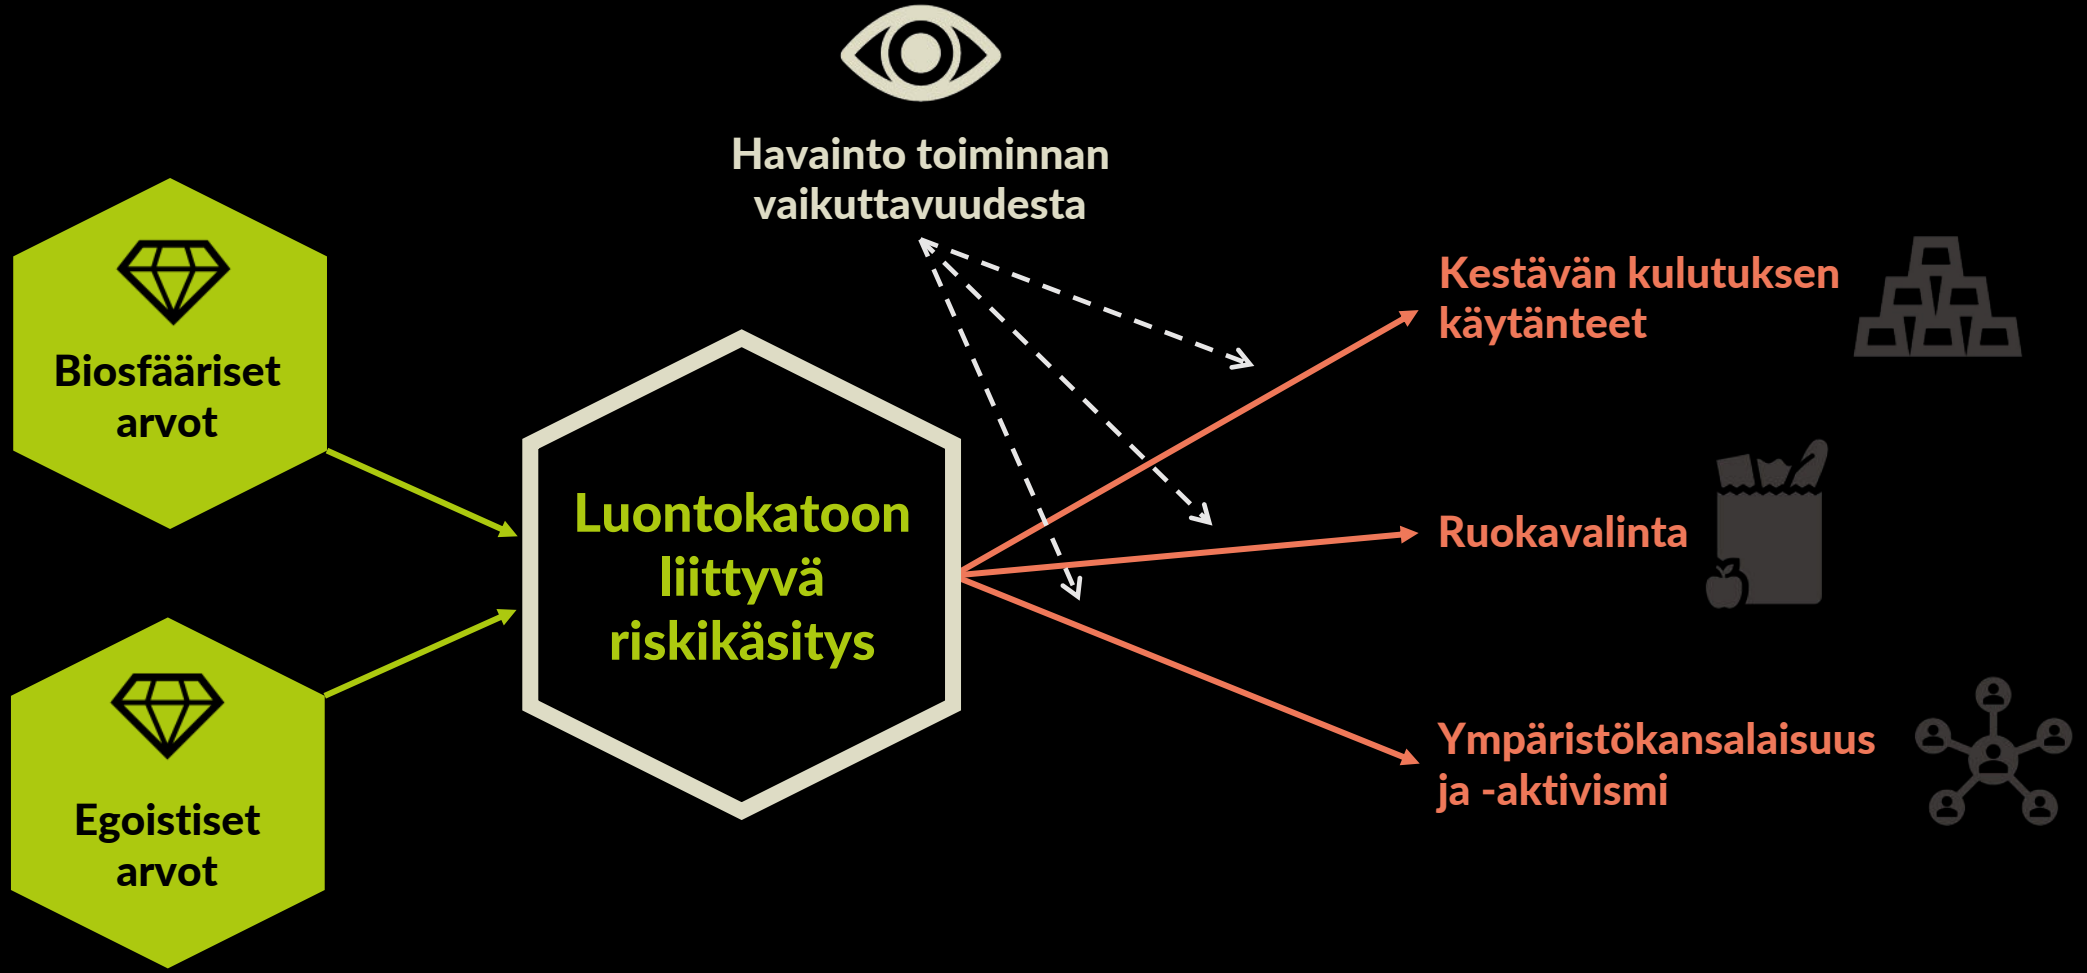 Havainto toiminnan
vaikuttavuudesta
Biosfääriset
arvot
Egoistiset
arvot
Luontokatoon
liittyvä
riskikäsitys
Kestävän kulutuksen
käytänteet
Ruokavalinta
Ympäristökansalaisuus
ja -aktivismi